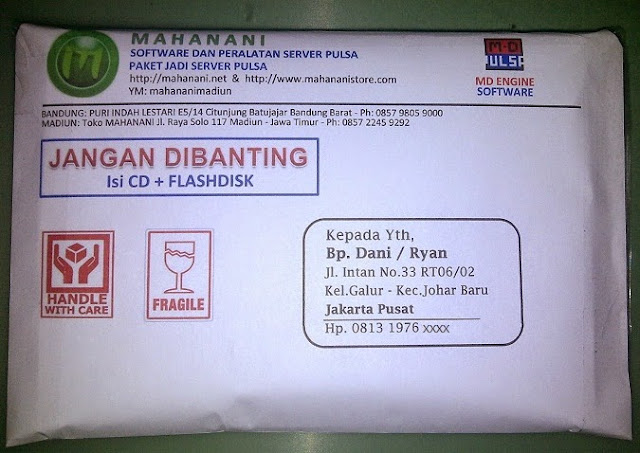 M
MAHANANI
SOFTWARE DAN PERALATAN SERVER PULSA
PAKET JADI SERVER PULSA
http://mahanani.net & http://www.mahananistore.com
YM: mahananimadiun
M-D
PULSA
MD ENGINE
SOFTWARE
BANDUNG: PURI INDAH LESTARI E5/14 Citunjung Batujajar Bandung Barat - Ph: 0857 9805 9000
MADIUN: Toko MAHANANI Jl. Raya Solo 117 Madiun - Jawa Timur - Ph: 0857 2245 9292
JANGAN DIBANTING
Isi CD + FLASHDISK
HANDLE
WITH CARE
FRAGILE
Kepada Yth,
Bp. Dani / Ryan
Jl. Intan No.33 RT06/02
Kel.Galur - Kec.Johar Baru
Jakarta Pusat
Hp. 0813 1976 xxxx